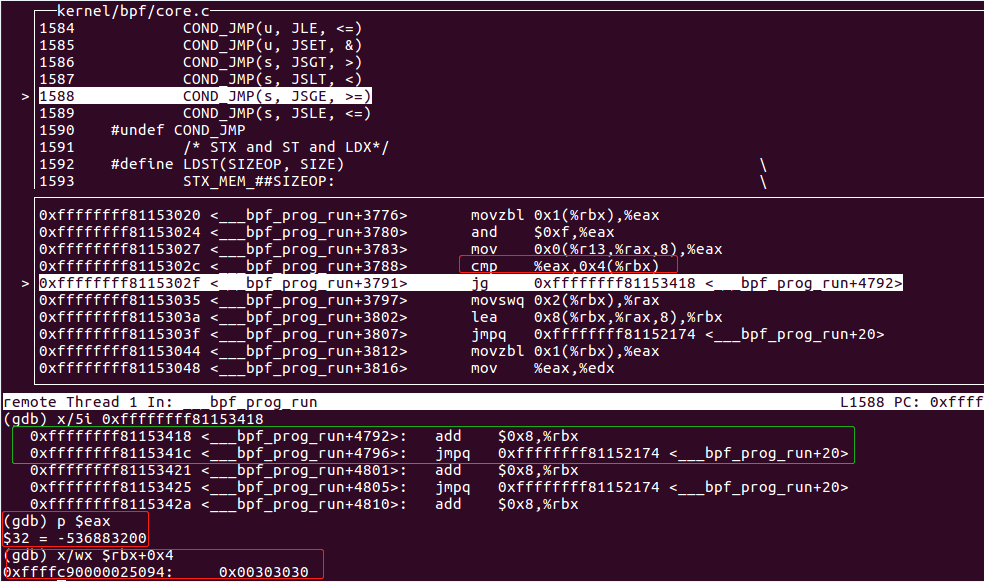 kernel/bpf/core.c
1584 COND_JMP(u, JLE, <=)
1585 COND_JMP(u, JSET, &)
1586 COND_JMP(s, JSGT, >)
1587 COND_JMP(s, JSLT, <)
> 1588 COND_JMP(s, JSGE, >=)
1589 COND_JMP(s, JSLE, <=)
1590 #undef COND_JMP
1591 /* STX and ST and LDX*/
1592 #define LDST(SIZEOP, SIZE) \
1593 STX_MEM_##SIZEOP: \
0xffffffff81153020 <___bpf_prog_run+3776> movzbl 0x1(%rbx),%eax
0xffffffff81153024 <___bpf_prog_run+3780> and $0xf,%eax
0xffffffff81153027 <___bpf_prog_run+3783> mov 0x0(%r13,%rax,8),%eax
0xffffffff8115302c <___bpf_prog_run+3788> cmp %eax,0x4(%rbx)
> 0xffffffff8115302f <___bpf_prog_run+3791> jg 0xffffffff81153418 <___bpf_prog_run+4792>
0xffffffff81153035 <___bpf_prog_run+3797> movswq 0x2(%rbx),%rax
0xffffffff8115303a <___bpf_prog_run+3802> lea 0x8(%rbx,%rax,8),%rbx
0xffffffff8115303f <___bpf_prog_run+3807> jmpq 0xffffffff81152174 <___bpf_prog_run+20>
0xffffffff81153044 <___bpf_prog_run+3812> movzbl 0x1(%rbx),%eax
0xffffffff81153048 <___bpf_prog_run+3816> mov %eax,%edx
remote Thread 1 In: ___bpf_prog_run L1588 PC: 0xffff
(gdb) x/5i 0xffffffff81153418
0xffffffff81153418 <___bpf_prog_run+4792>: add $0x8,%rbx
0xffffffff8115341c <___bpf_prog_run+4796>: jmpq 0xffffffff81152174 <___bpf_prog_run+20>
0xffffffff81153421 <___bpf_prog_run+4801>: add $0x8,%rbx
0xffffffff81153425 <___bpf_prog_run+4805>: jmpq 0xffffffff81152174 <___bpf_prog_run+20>
0xffffffff8115342a <___bpf_prog_run+4810>: add $0x8,%rbx
(gdb) p $eax
$32 = -536883200
(gdb) x/wx $rbx+0x4
0xffffc90000025094: 0x00303030